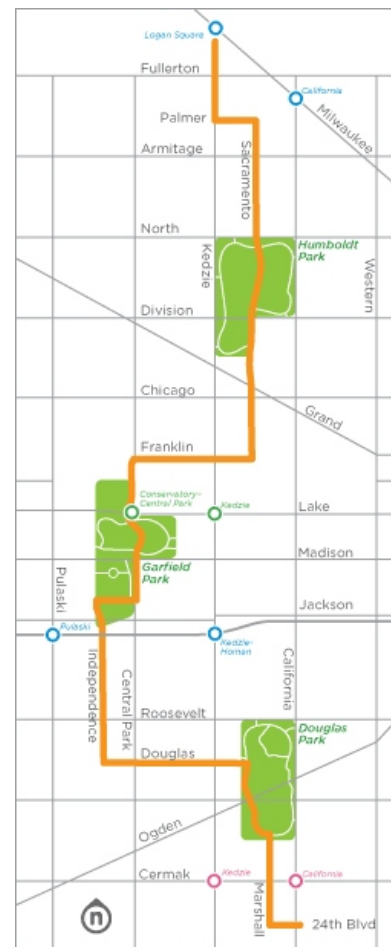 Logan Square
Fullerton
California
Milwaukee
Palmer
Armitage
Sacramento
North
Kedzie
Humboldt
Park
Western
Division
Chicago
Grand
Franklin
Conservatory-
Central Park
Kedzie
Lake
Madison
Garfield
Park
Pulaski
Jackson
Pulaski
Kedzie-
Homan
Independence
Central Park
California
Roosevelt
Douglas
Park
Douglas
Ogden
Cermak
Kedzie
California
Marshall
n
24th Blvd